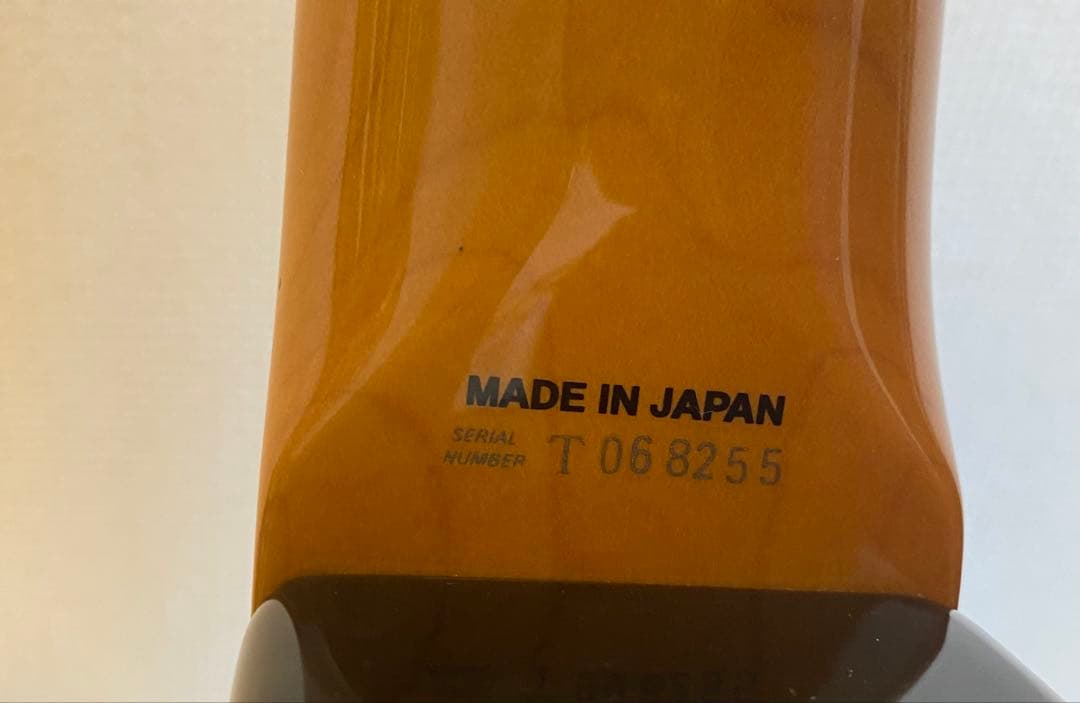 MADE IN JAPAN
SERIAL
NUMBER T 068255